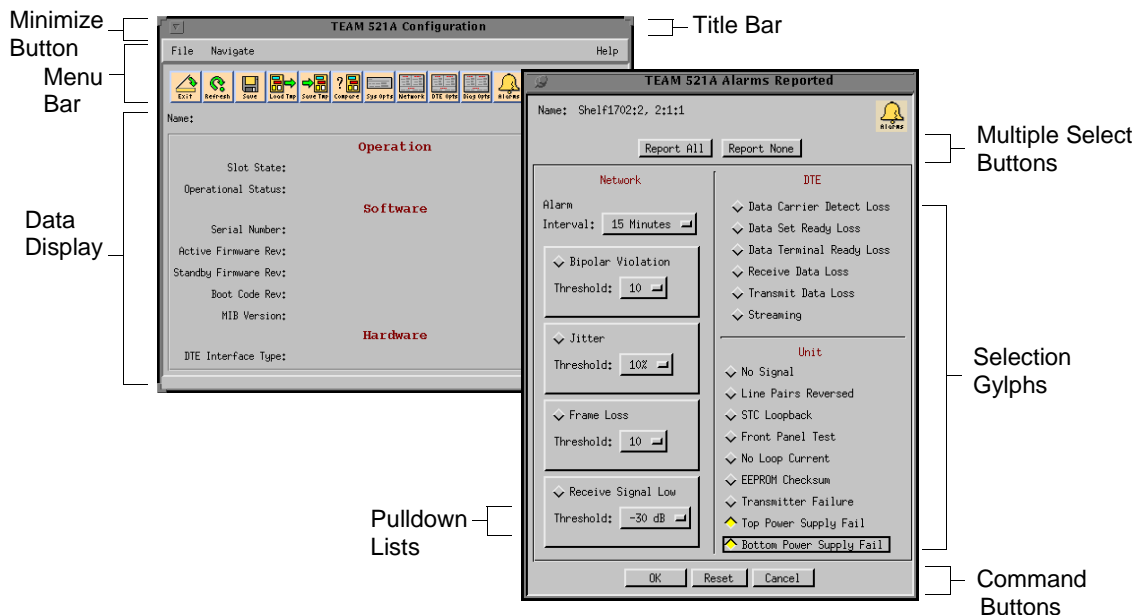 Minimize
Button
Menu
Bar
Data
Display
TEAM 521A Configuration
File Navigate Help
Exit Refresh Save Load Tmp Save Tmp Compare Sys Opts Network DTE Opts Diag Opts Alarms
Name:
Operation
Slot State:
Operational Status:
Software
Serial Number:
Active Firmware Rev:
Standby Firmware Rev:
Boot Code Rev:
MIB Version:
Hardware
DTE Interface Type:
Title Bar
TEAM 521A Alarms Reported
Name: Shelf1702:2, 2:1:1
Alarms
Report All Report None
Multiple Select
Buttons
Network
Alarm
Interval: 15 Minutes
Bipolar Violation
Threshold: 10
Jitter
Threshold: 10%
Frame Loss
Threshold: 10
Receive Signal Low
Threshold: -30 dB
DTE
Data Carrier Detect Loss
Data Set Ready Loss
Data Terminal Ready Loss
Receive Data Loss
Transmit Data Loss
Streaming
Unit
No Signal
Line Pairs Reversed
STC Loopback
Front Panel Test
No Loop Current
EEPROM Checksum
Transmitter Failure
Top Power Supply Fail
Bottom Power Supply Fail
Selection
Gylphs
Pulldown
Lists
OK Reset Cancel
Command
Buttons